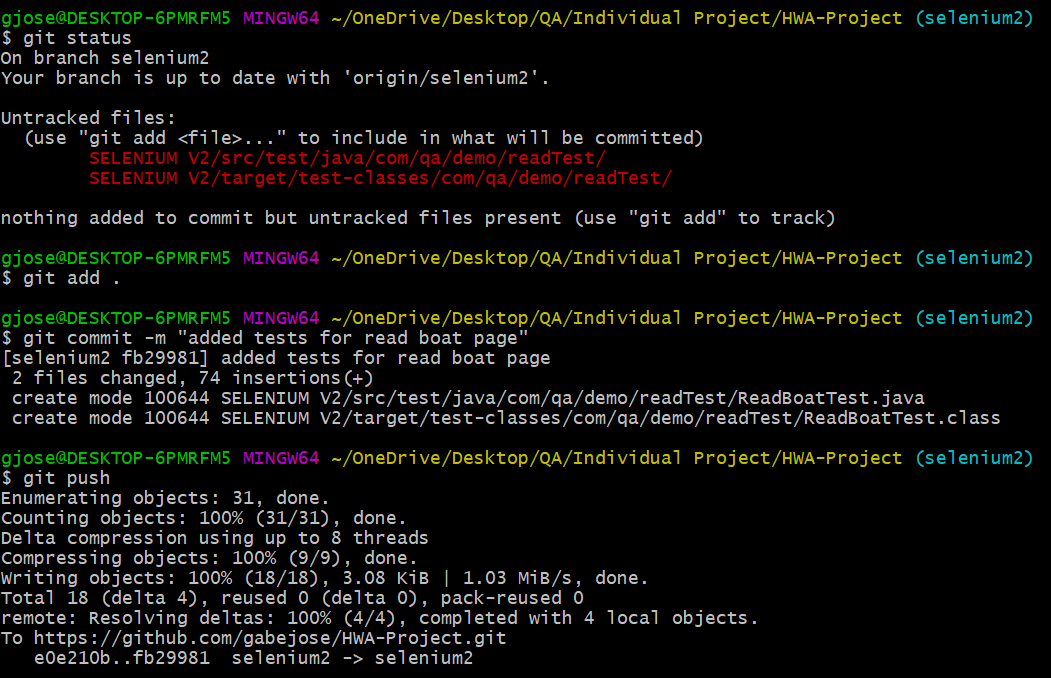 gjose@DESKTOP-6PMRFM5 MINGW64 ~/OneDrive/Desktop/QA/Individual Project/HWA-Project (selenium2)
$ git status
On branch selenium2
Your branch is up to date with 'origin/selenium2'.

Untracked files:
  (use "git add <file>..." to include in what will be committed)
        SELENIUM V2/src/test/java/com/qa/demo/readTest/
        SELENIUM V2/target/test-classes/com/qa/demo/readTest/

nothing added to commit but untracked files present (use "git add" to track)

gjose@DESKTOP-6PMRFM5 MINGW64 ~/OneDrive/Desktop/QA/Individual Project/HWA-Project (selenium2)
$ git add .

gjose@DESKTOP-6PMRFM5 MINGW64 ~/OneDrive/Desktop/QA/Individual Project/HWA-Project (selenium2)
$ git commit -m "added tests for read boat page"
[selenium2 fb29981] added tests for read boat page
 2 files changed, 74 insertions(+)
 create mode 100644 SELENIUM V2/src/test/java/com/qa/demo/readTest/ReadBoatTest.java
 create mode 100644 SELENIUM V2/target/test-classes/com/qa/demo/readTest/ReadBoatTest.class

gjose@DESKTOP-6PMRFM5 MINGW64 ~/OneDrive/Desktop/QA/Individual Project/HWA-Project (selenium2)
$ git push
Enumerating objects: 31, done.
Counting objects: 100% (31/31), done.
Delta compression using up to 8 threads
Compressing objects: 100% (9/9), done.
Writing objects: 100% (18/18), 3.08 KiB | 1.03 MiB/s, done.
Total 18 (delta 4), reused 0 (delta 0), pack-reused 0
remote: Resolving deltas: 100% (4/4), completed with 4 local objects.
To https://github.com/gabejose/HWA-Project.git
   e0e210b..fb29981  selenium2 -> selenium2